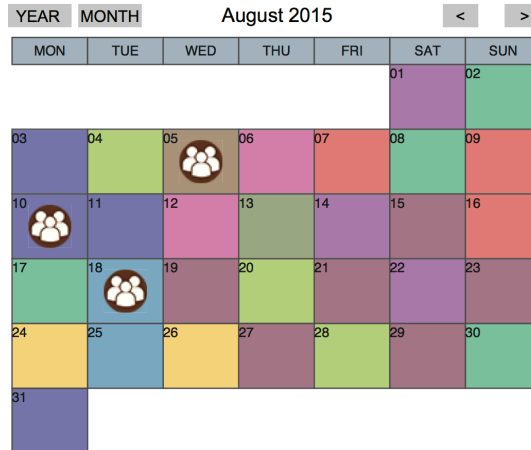 YEAR MONTH August 2015 < >
MON TUE WED THU FRI SAT SUN
01 02
03 04 05 06 07 08 09
10 11 12 13 14 15 16
17 18 19 20 21 22 23
24 25 26 27 28 29 30
31